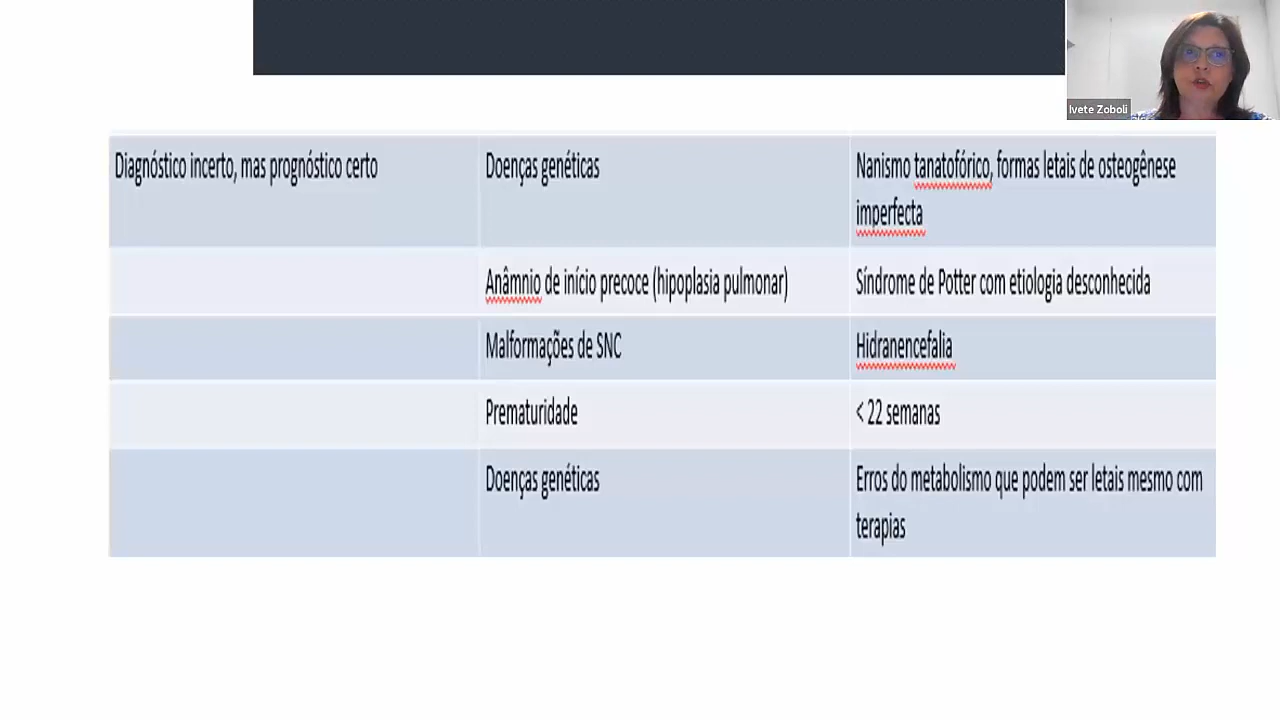 Ivete Zoboli
Diagnóstico incerto, mas prognóstico certo
Doenças genéticas
Nanismo tanatofórico, formas letais de osteogênese
imperfecta
Anâmnio de início precoce (hipoplasia pulmonar)
Síndrome de Potter com etiologia desconhecida
Malformações de SNC
Hidranencefalia
Prematuridade
< 22 semanas
Doenças genéticas
Erros do metabolismo que podem ser letais mesmo com
terapias